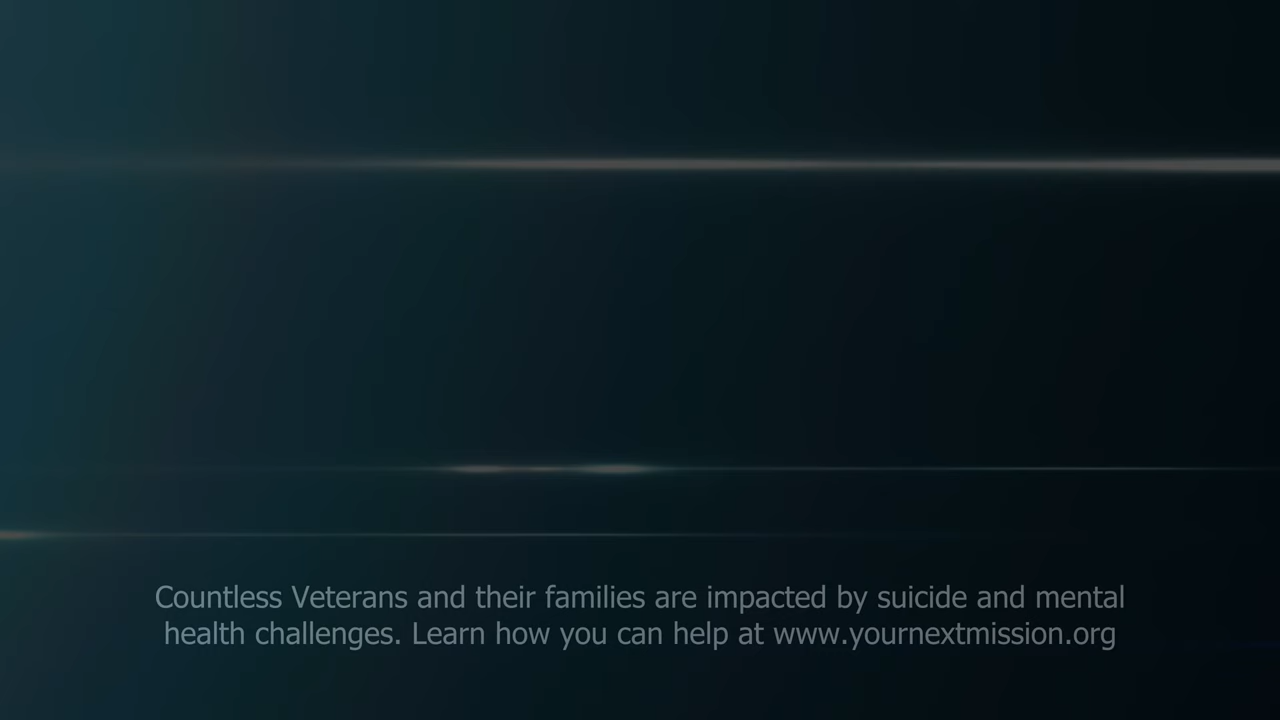 Countless Veterans and their families are impacted by suicide and mental
health challenges. Learn how you can help at www.yournextmission.org